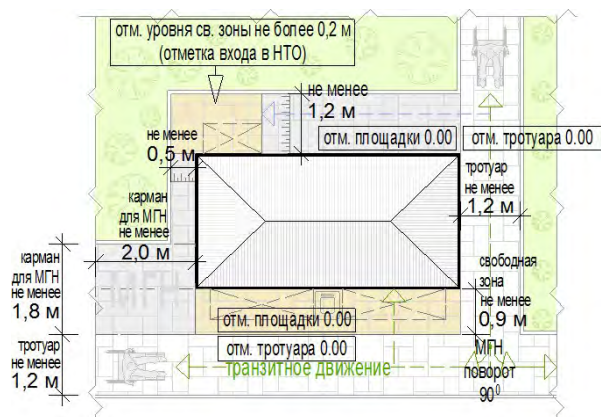 отм. уровня св. зоны не более 0,2 м
(отметка входа в НТО)
не менее
1,2 м
не менее
0,5 м
отм. площадки 0.00
отм. тротуара 0.00
тротуар
не менее
1,2 м
карман
для МГН
не менее
2,0 м
карман
для МГН
не менее
1,8 м
МГН
свободная
зона
не менее
0,9 м
отм. площадки 0.00
отм. тротуара 0.00
тротуар
не менее
1,2 м
транзитное движение
МГН
поворот
90⁰